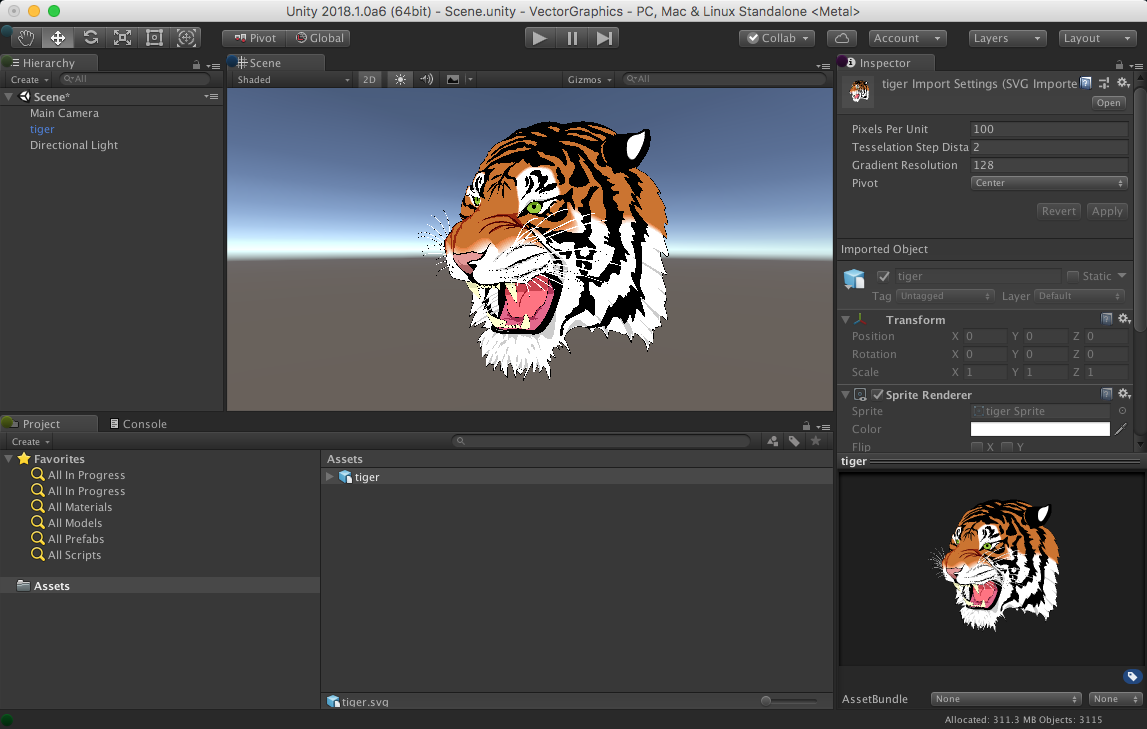 Unity 2018.1.0a6 (64bit) - Scene.unity - VectorGraphics - PC, Mac & Linux Standalone <Metal>
Pivot Global Collab Account Layers Layout
Hierarchy
Create All
Scene*
Main Camera
tiger
Directional Light
Scene
Shaded 2D Gizmos All
Inspector
tiger Import Settings (SVG Importe
Open
Pixels Per Unit 100
Tesselation Step Dista 2
Gradient Resolution 128
Pivot Center
Revert Apply
Imported Object
tiger Static
Tag Untagged Layer Default
Transform
Position X 0 Y 0 Z 0
Rotation X 0 Y 0 Z 0
Scale X 1 Y 1 Z 1
Sprite Renderer
Sprite tiger Sprite
Color
Flip X Y
tiger
AssetBundle None None
Project Console
Create
Favorites
All In Progress
All In Progress
All Materials
All Models
All Prefabs
All Scripts
Assets
Assets
tiger
tiger.svg
Allocated: 311.3 MB Objects: 3115